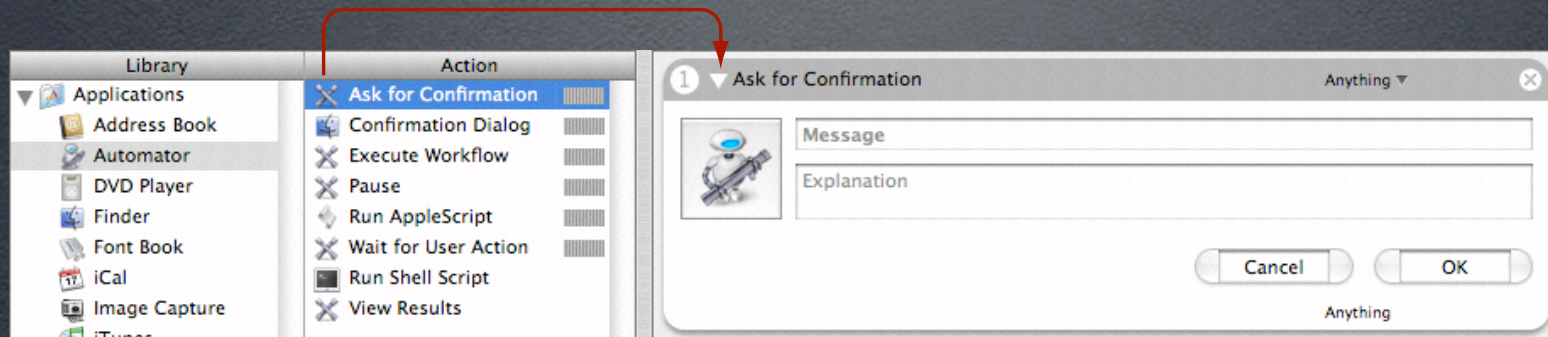 Library
Applications
Address Book
Automator
DVD Player
Finder
Font Book
iCal
17
Image Capture
iTunes
Action
Ask for Confirmation
Confirmation Dialog
Execute Workflow
Pause
Run AppleScript
Wait for User Action
Run Shell Script
View Results
1 Ask for Confirmation Anything
Message
Explanation
Cancel OK
Anything